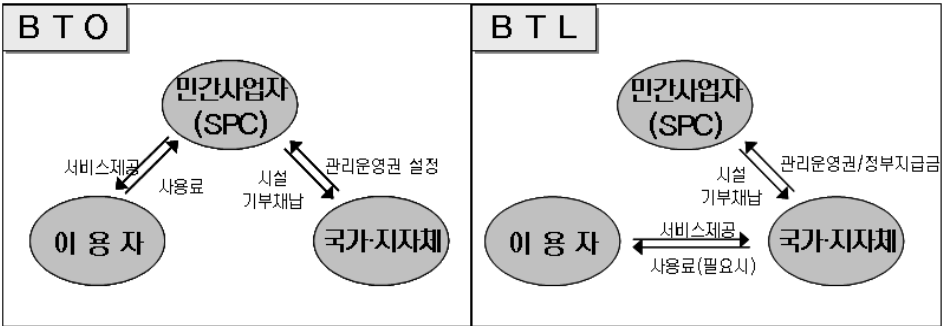 B T O
민간사업자
(SPC)
서비스제공
사용료
시설
기부채납
관리운영권 설정
이 용 자
국가·지자체
B T L
민간사업자
(SPC)
시설
기부채납
관리운영권/정부지급금
서비스제공
사용료(필요시)
이 용 자
국가·지자체